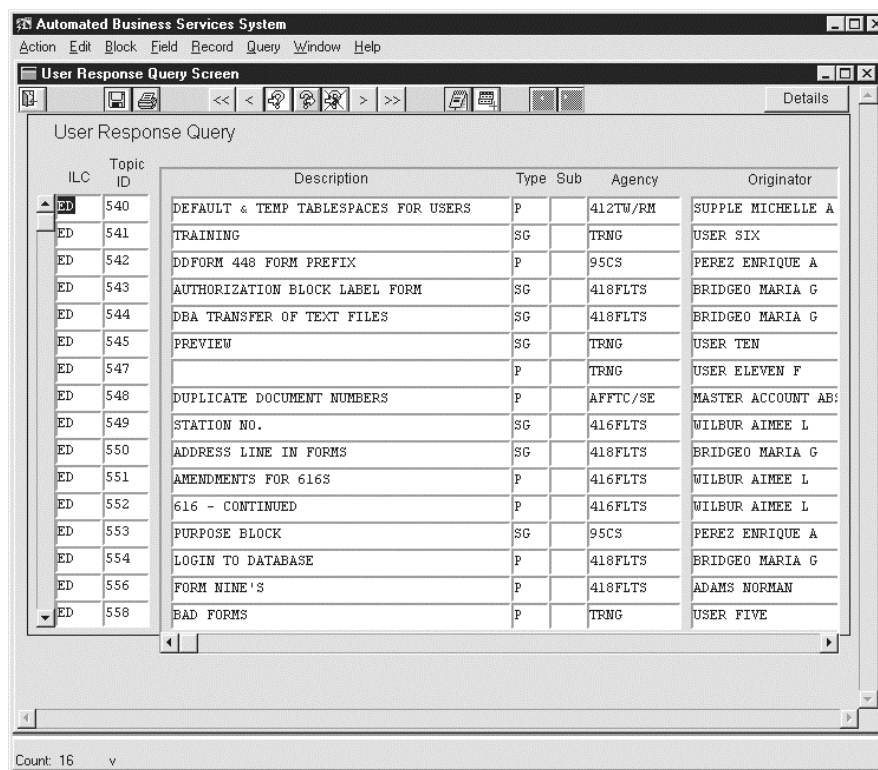 Automated Business Services System
Action Edit Block Field Record Query Window Help
User Response Query Screen
<< < > >> Details
User Response Query
ILC Topic ID Description Type Sub Agency Originator
ED 540 DEFAULT & TEMP TABLESPACES FOR USERS P 412TW/RM SUPPLE MICHELLE A
ED 541 TRAINING SG TRNG USER SIX
ED 542 DDFORM 448 FORM PREFIX P 95CS PEREZ ENRIQUE A
ED 543 AUTHORIZATION BLOCK LABEL FORM SG 418FLTS BRIDGEO MARIA G
ED 544 DBA TRANSFER OF TEXT FILES SG 418FLTS BRIDGEO MARIA G
ED 545 PREVIEW SG TRNG USER TEN
ED 547 P TRNG USER ELEVEN F
ED 548 DUPLICATE DOCUMENT NUMBERS P AFFTC/SE MASTER ACCOUNT ABS
ED 549 STATION NO. SG 416FLTS WILBUR AIMEE L
ED 550 ADDRESS LINE IN FORMS SG 418FLTS BRIDGEO MARIA G
ED 551 AMENDMENTS FOR 616S P 416FLTS WILBUR AIMEE L
ED 552 616 - CONTINUED P 416FLTS WILBUR AIMEE L
ED 553 PURPOSE BLOCK SG 95CS PEREZ ENRIQUE A
ED 554 LOGIN TO DATABASE P 418FLTS BRIDGEO MARIA G
ED 556 FORM NINE'S P 418FLTS ADAMS NORMAN
ED 558 BAD FORMS P TRNG USER FIVE
Count: 16 v